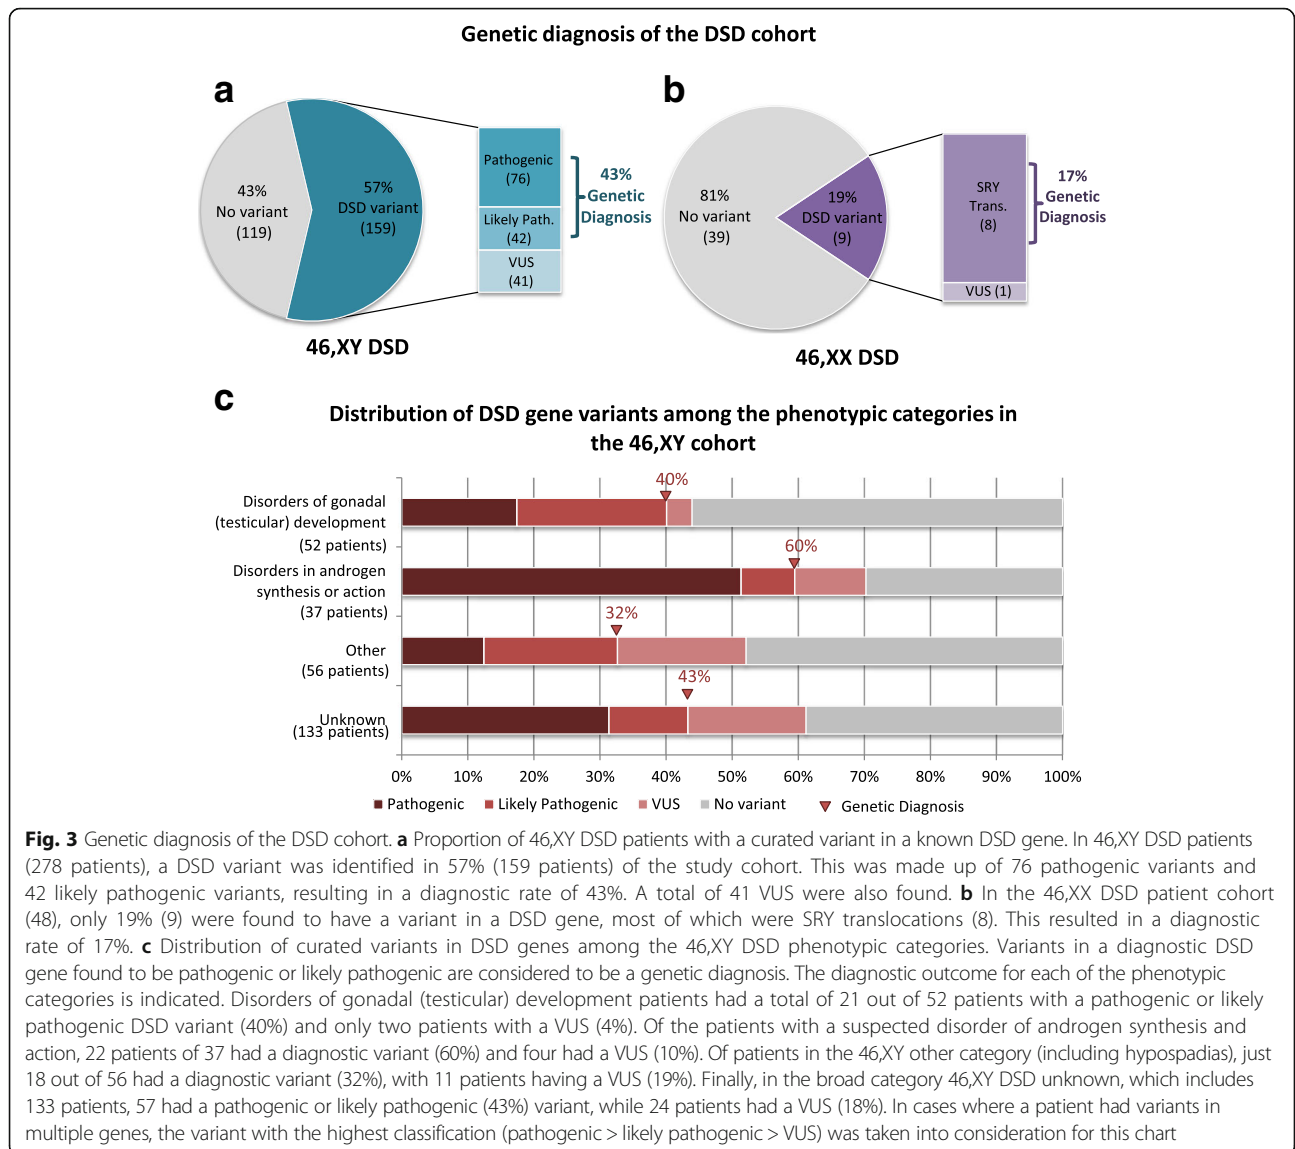 Genetic diagnosis of the DSD cohort
a
43%
No variant
(119)
57%
DSD variant
(159)
Pathogenic
(76)
Likely Path.
(42)
VUS
(41)
43%
Genetic
Diagnosis
46,XY DSD
b
81%
No variant
(39)
19%
DSD variant
(9)
SRY
Trans.
(8)
VUS (1)
17%
Genetic
Diagnosis
46,XX DSD
c
Distribution of DSD gene variants among the phenotypic categories in
the 46,XY cohort
40%
Disorders of gonadal
(testicular) development
(52 patients)
60%
Disorders in androgen
synthesis or action
(37 patients)
32%
Other
(56 patients)
43%
Unknown
(133 patients)
0% 10% 20% 30% 40% 50% 60% 70% 80% 90% 100%
Pathogenic Likely Pathogenic VUS No variant Genetic Diagnosis
Fig. 3 Genetic diagnosis of the DSD cohort. a Proportion of 46,XY DSD patients with a curated variant in a known DSD gene. In 46,XY DSD patients
(278 patients), a DSD variant was identified in 57% (159 patients) of the study cohort. This was made up of 76 pathogenic variants and
42 likely pathogenic variants, resulting in a diagnostic rate of 43%. A total of 41 VUS were also found. b In the 46,XX DSD patient cohort
(48), only 19% (9) were found to have a variant in a DSD gene, most of which were SRY translocations (8). This resulted in a diagnostic
rate of 17%. c Distribution of curated variants in DSD genes among the 46,XY DSD phenotypic categories. Variants in a diagnostic DSD
gene found to be pathogenic or likely pathogenic are considered to be a genetic diagnosis. The diagnostic outcome for each of the phenotypic
categories is indicated. Disorders of gonadal (testicular) development patients had a total of 21 out of 52 patients with a pathogenic or likely
pathogenic DSD variant (40%) and only two patients with a VUS (4%). Of the patients with a suspected disorder of androgen synthesis and
action, 22 patients of 37 had a diagnostic variant (60%) and four had a VUS (10%). Of patients in the 46,XY other category (including hypospadias), just
18 out of 56 had a diagnostic variant (32%), with 11 patients having a VUS (19%). Finally, in the broad category 46,XY DSD unknown, which includes
133 patients, 57 had a pathogenic or likely pathogenic (43%) variant, while 24 patients had a VUS (18%). In cases where a patient had variants in
multiple genes, the variant with the highest classification (pathogenic > likely pathogenic > VUS) was taken into consideration for this chart